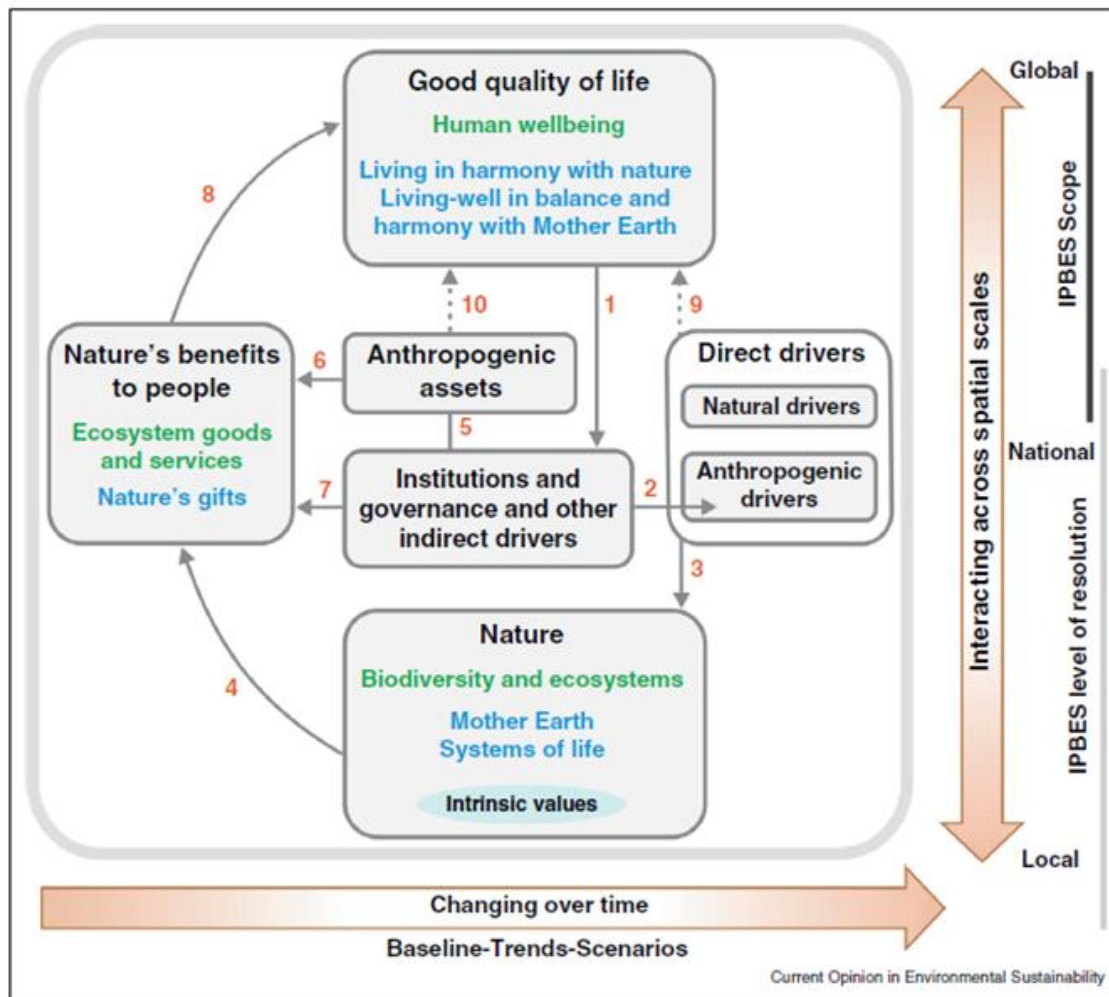 Good quality of life
Human wellbeing
Living in harmony with nature
Living-well in balance and
harmony with Mother Earth
8
10
1
9
Nature's benefits
to people
Ecosystem goods
and services
Nature's gifts
6
Anthropogenic
assets
5
Direct drivers
Natural drivers
Anthropogenic
drivers
7
Institutions and
governance and other
indirect drivers
2
3
4
Nature
Biodiversity and ecosystems
Mother Earth
Systems of life
Intrinsic values
Global
National
Local
Interacting across spatial scales
IPBES Scope
IPBES level of resolution
Changing over time
Baseline-Trends-Scenarios
Current Opinion in Environmental Sustainability